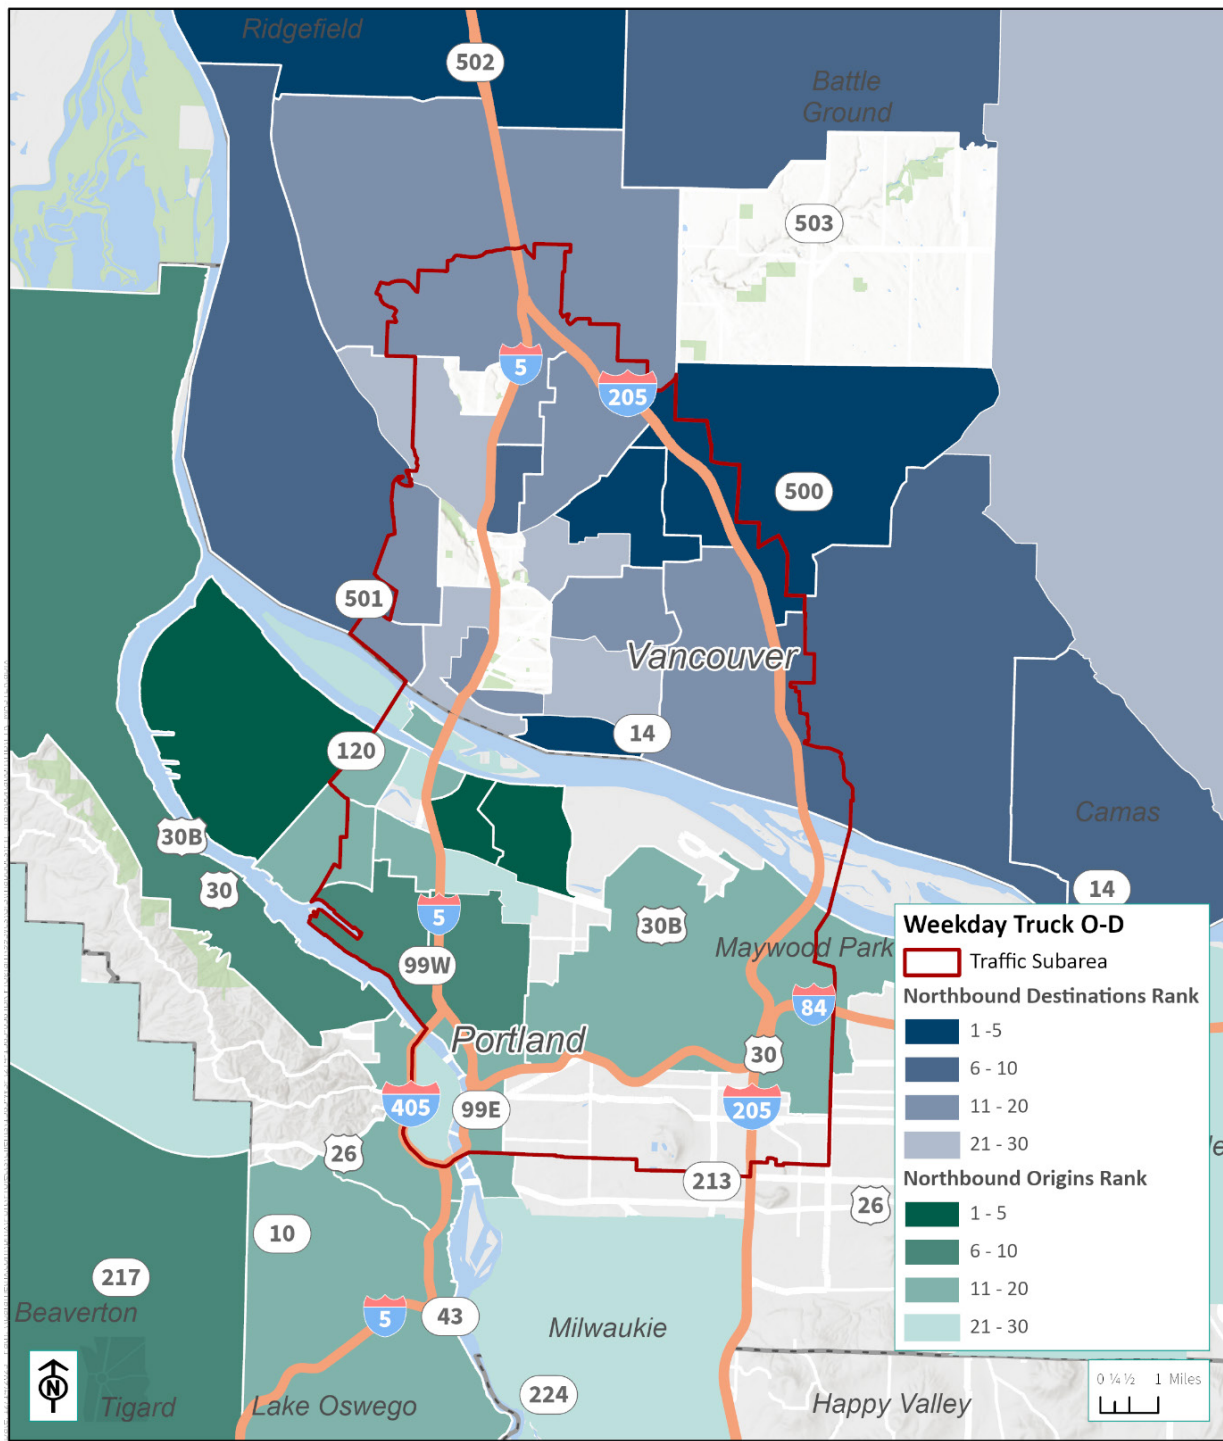 Ridgefield
502
Battle
Ground
503
5
205
500
501
Vancouver
14
120
Camas
30B
30
14
5
30B
99W
Maywood Park
84
Portland
30
405
99E
205
26
213
26
10
217
Beaverton
5
43
Milwaukie
224
Tigard
Lake Oswego
Happy Valley
Weekday Truck O-D
Traffic Subarea
Northbound Destinations Rank
1 -5
6 - 10
11 - 20
21 - 30
Northbound Origins Rank
1 - 5
6 - 10
11 - 20
21 - 30
N
0 ¼ ½ 1 Miles